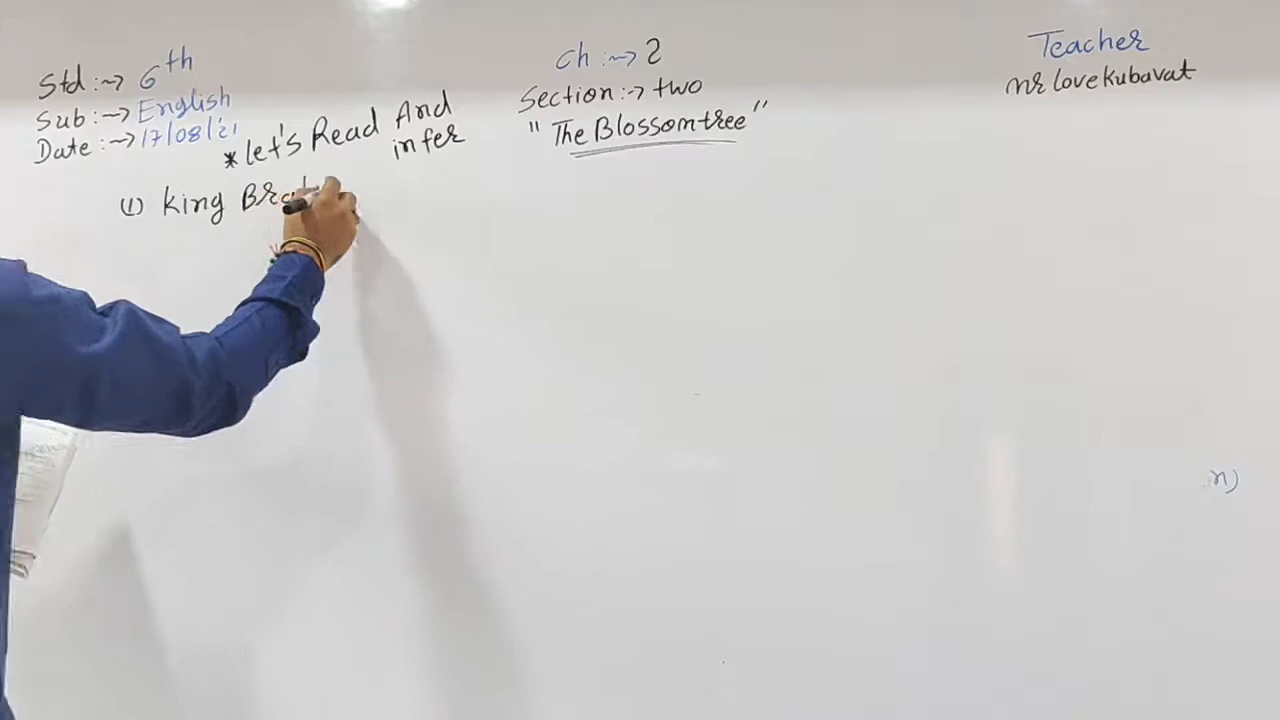 Std :→ 6th
Sub :→ English
Date :→ 17/08/21
* let's Read And
infer
(1) king Bra
Ch :→ 2
Section :→ two
" The Blossom tree "
Teacher
mr love kubavat
n)